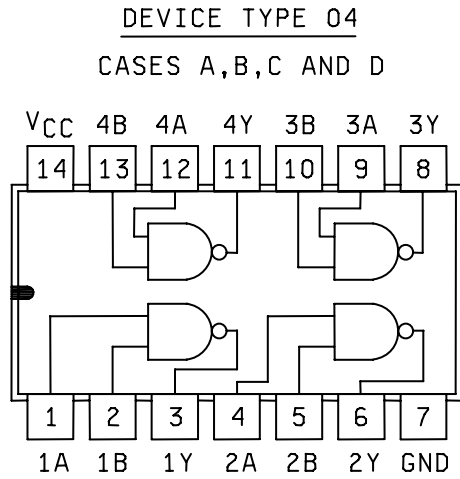 DEVICE TYPE 04
CASES A,B,C AND D
VCC 4B 4A 4Y 3B 3A 3Y
14 13 12 11 10 9 8
1 2 3 4 5 6 7
1A 1B 1Y 2A 2B 2Y GND